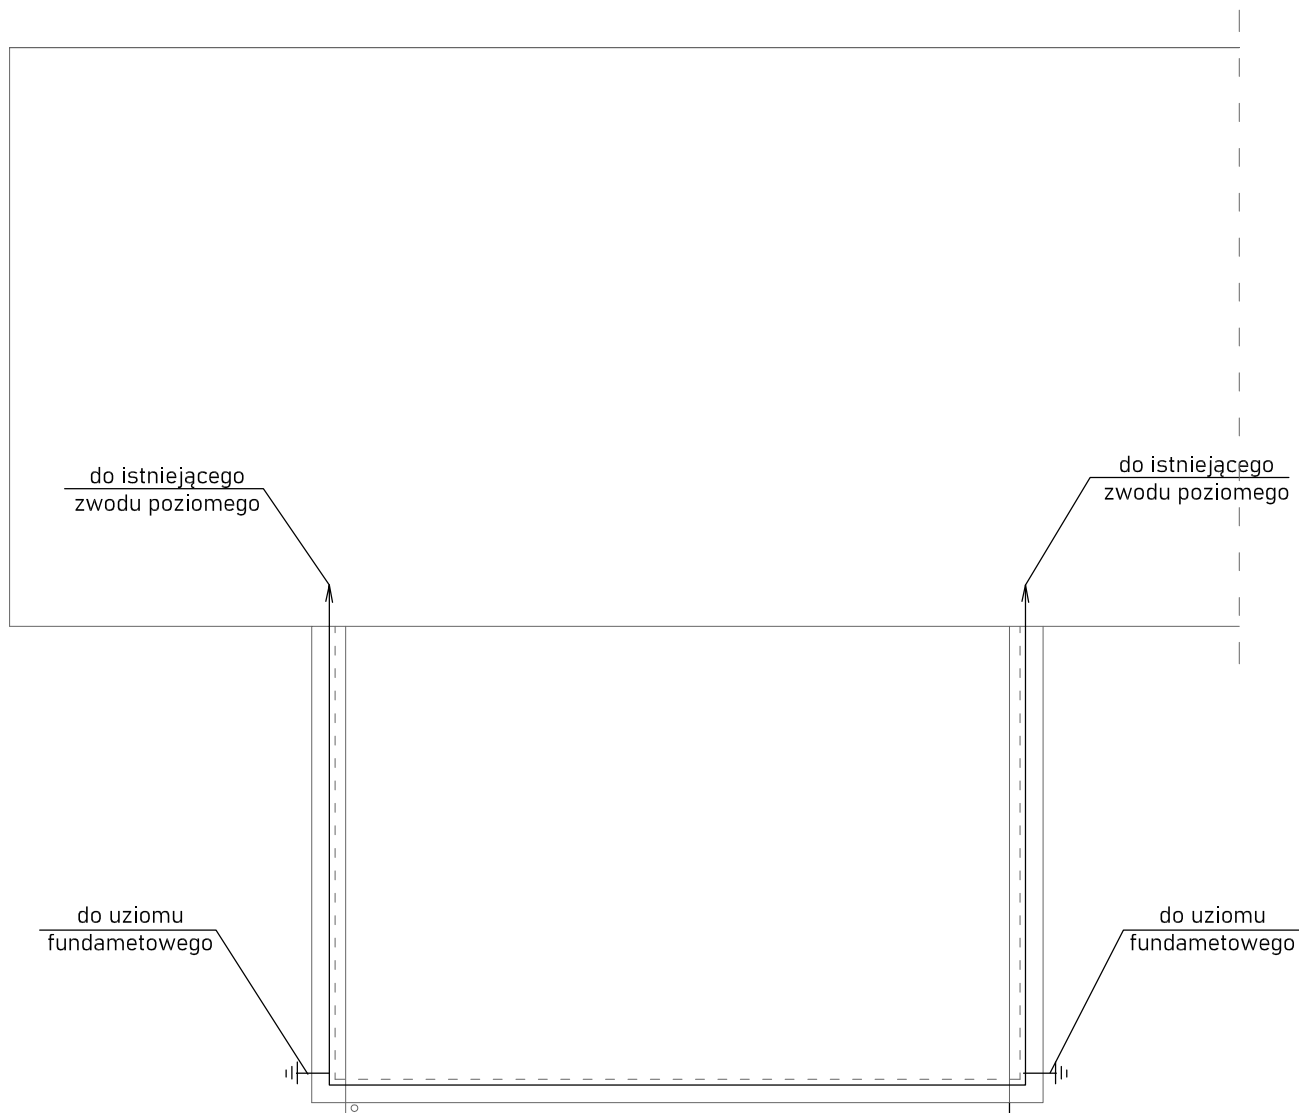 do istniejącego
zwodu poziomego
do istniejącego
zwodu poziomego
do uziomu
fundametowego
do uziomu
fundametowego